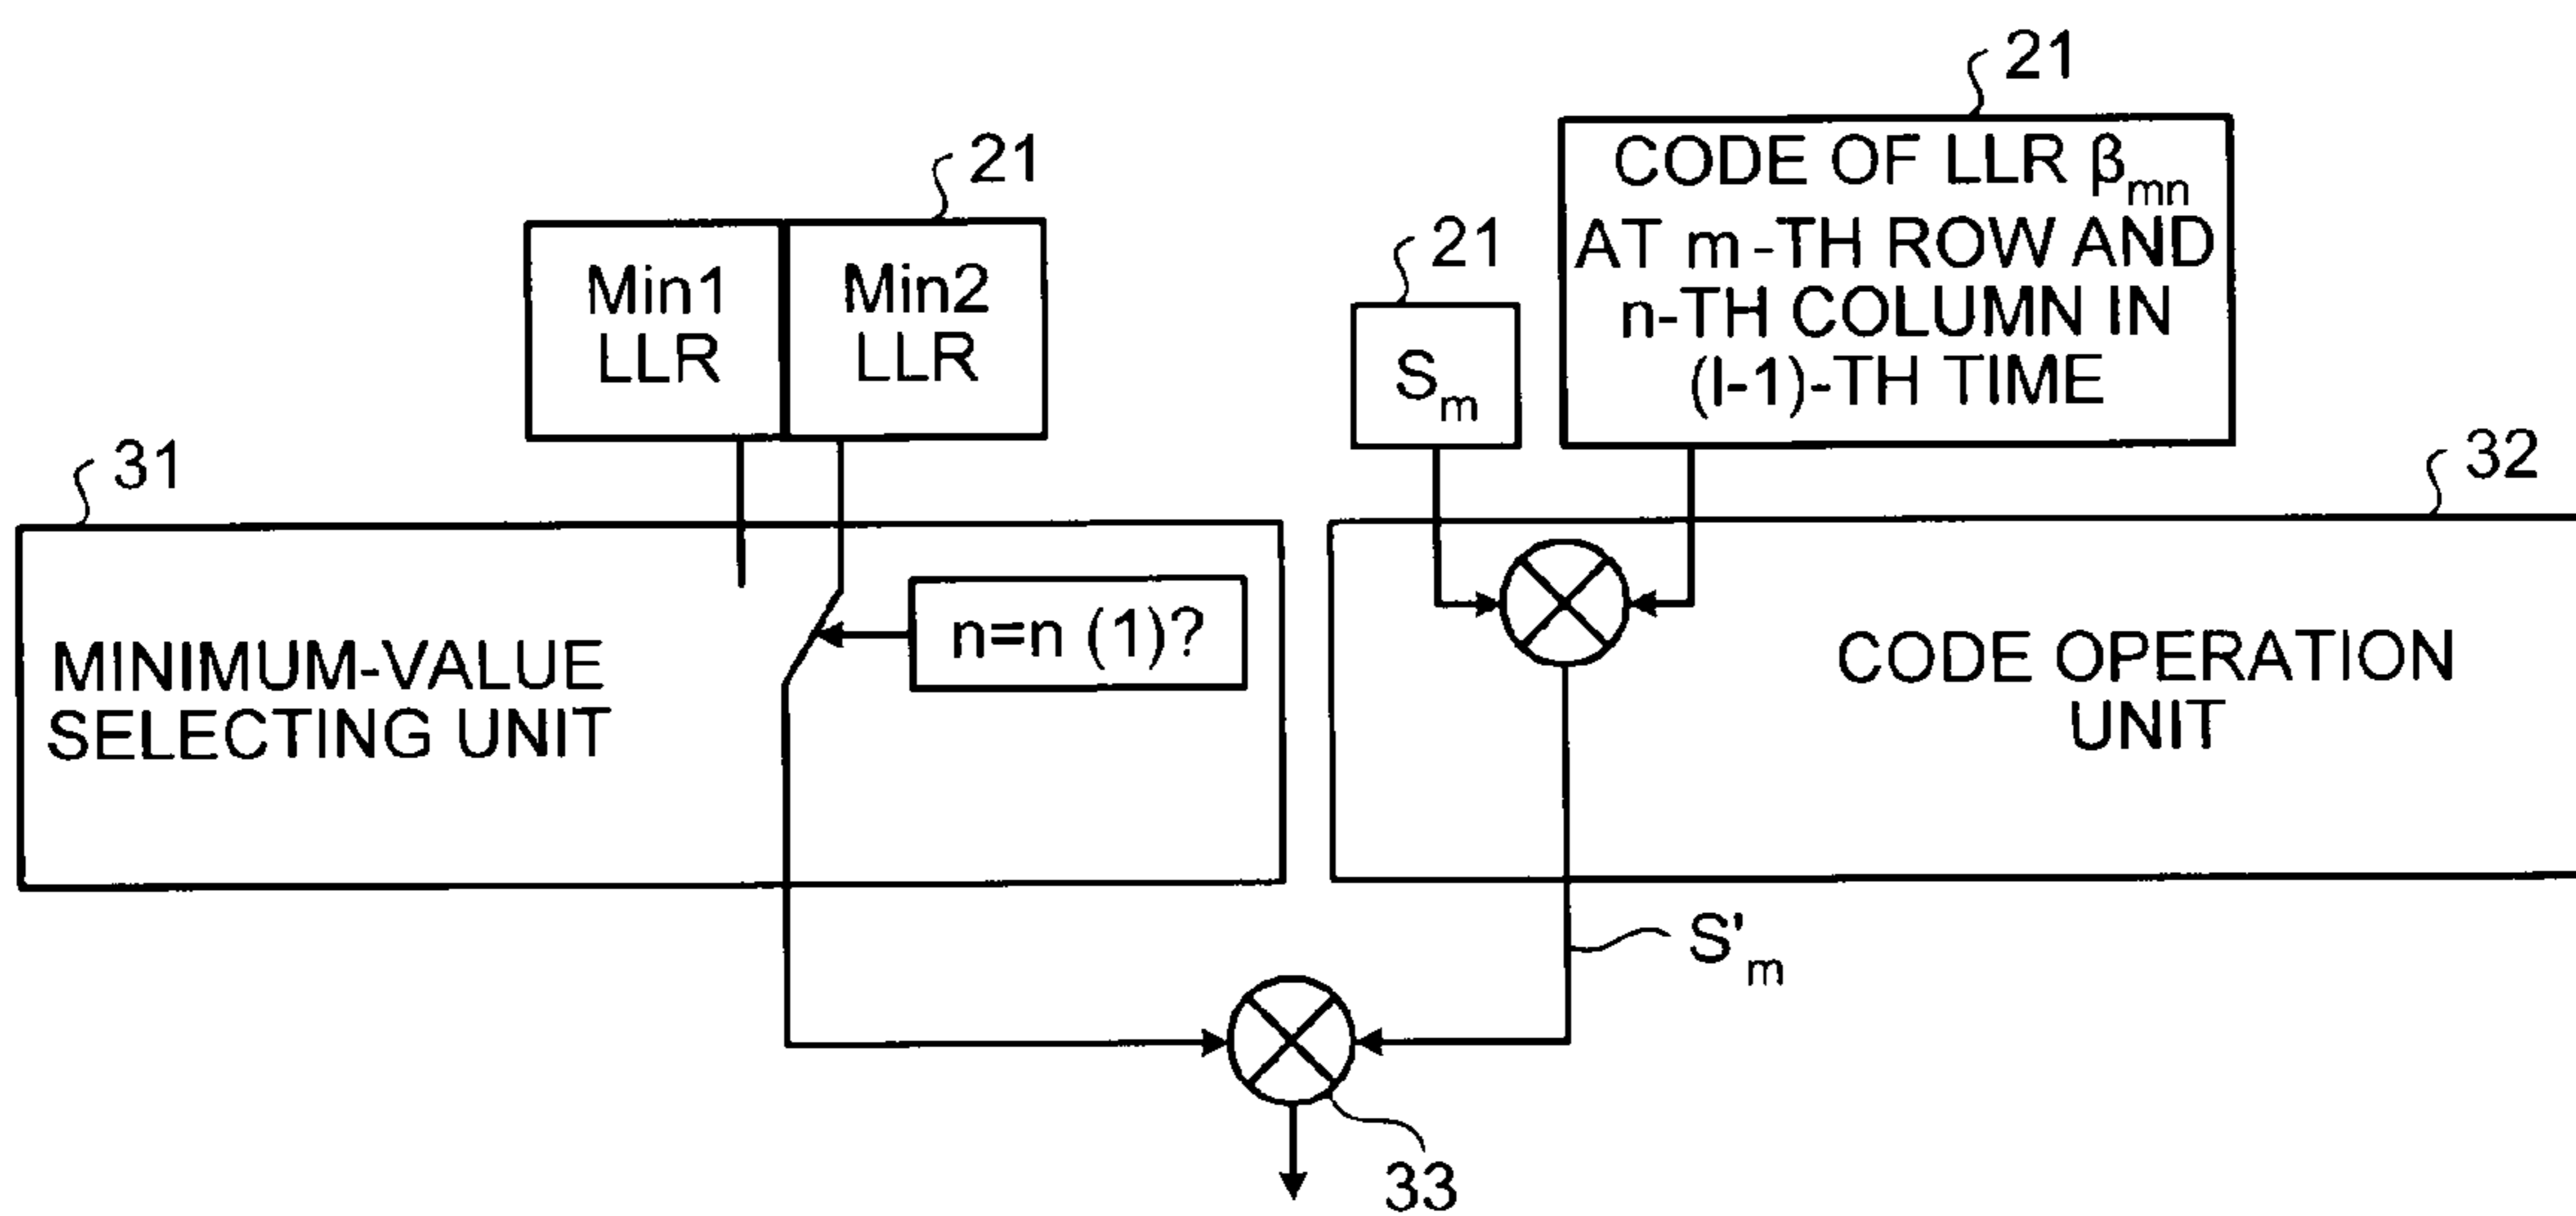 21
CODE OF LLR βmn
AT m-TH ROW AND
n-TH COLUMN IN
(l-1)-TH TIME
21
Min1
LLR
Min2
LLR
21
Sm
31
32
n=n (1)?
MINIMUM-VALUE
SELECTING UNIT
CODE OPERATION
UNIT
S'm
33